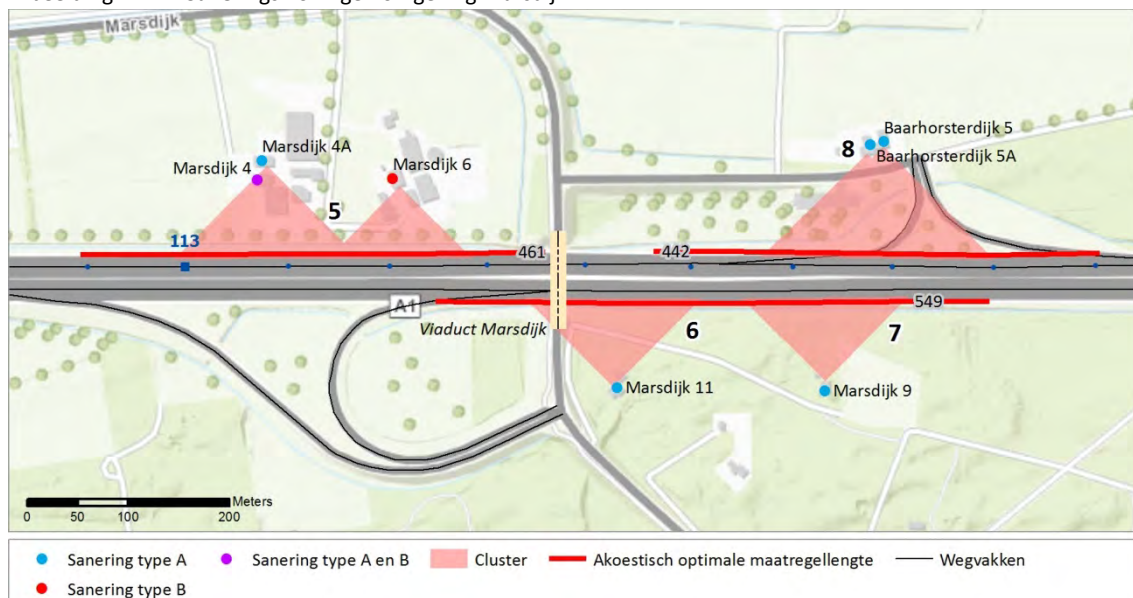 Marsdijk
Marsdijk 4A
Marsdijk 4
Marsdijk 6
5
113
461
8
Baarhorsterdijk 5
Baarhorsterdijk 5A
442
A1
Viaduct Marsdijk
549
6
7
Marsdijk 11
Marsdijk 9
Meters
0 50 100 200
Sanering type A
Sanering type A en B
Cluster
Akoestisch optimale maatregellengte
Wegvakken
Sanering type B